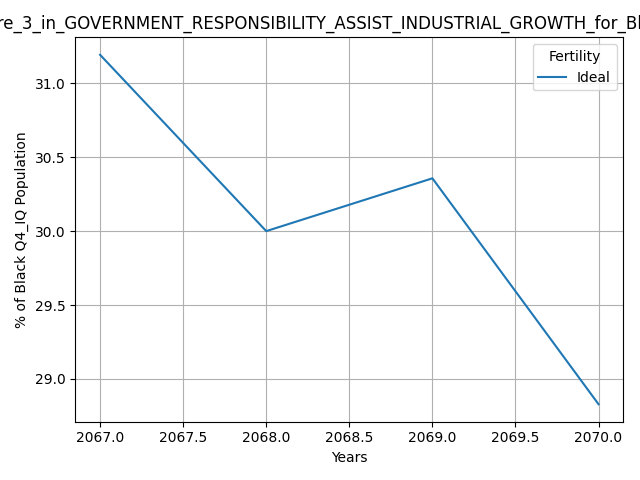 re_3_in_GOVERNMENT_RESPONSIBILITY_ASSIST_INDUSTRIAL_GROWTH_for_Bl
Fertility
Ideal
31.0
30.5
30.0
29.5
29.0
% of Black Q4_IQ Population
2067.0 2067.5 2068.0 2068.5 2069.0 2069.5 2070.0
Years